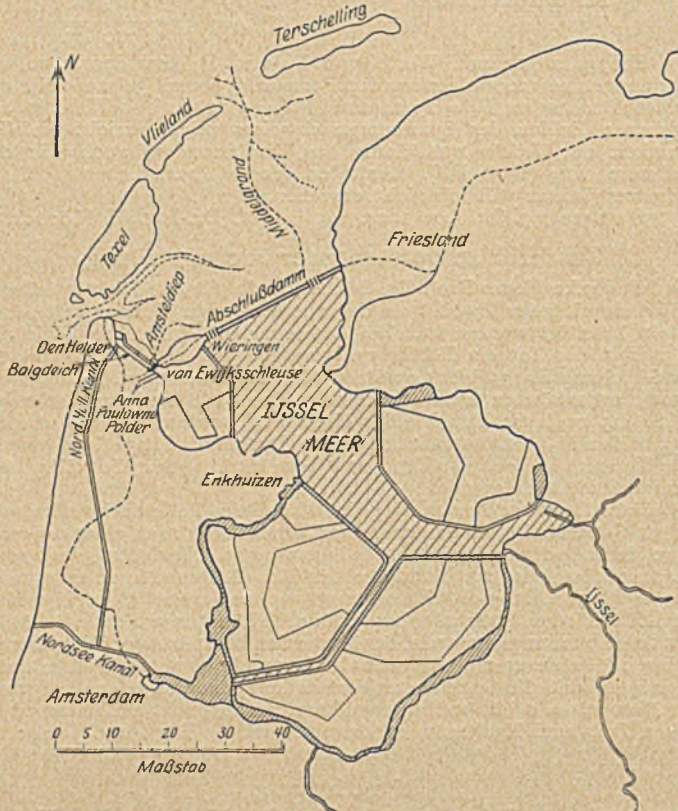 Terschelling
N
Vlieland
Middelgrond
Texel
Friesland
Amsteldiep
Abschlußdamm
Den Helder
Wieringen
Balgdeich
van Ewijksschleuse
Anna
Paulowna
Polder
IJSSEL
MEER
Enkhuizen
IJssel
Nordsee Kanal
Amsterdam
0 5 10 20 30 40
Maßstab